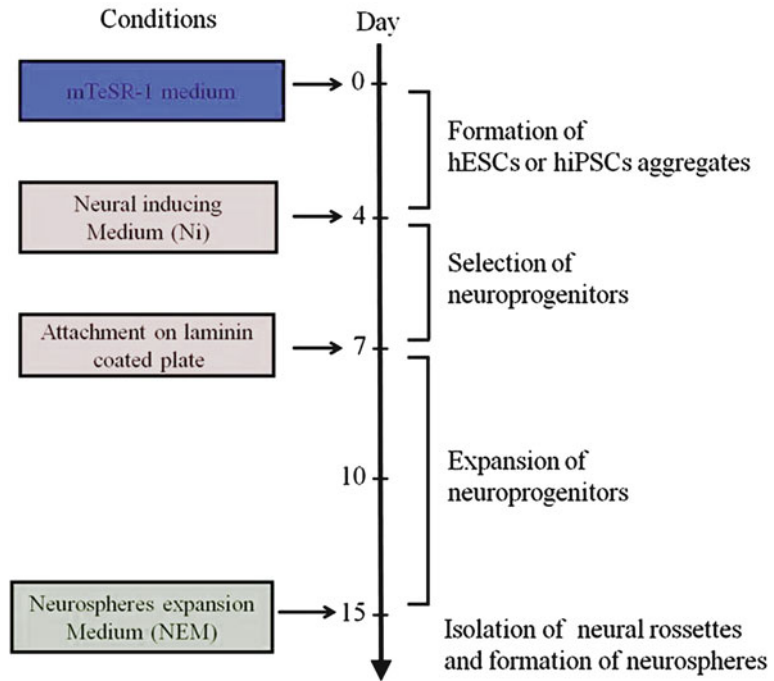 Conditions
Day
mTeSR-1 medium
0
Formation of
hESCs or hiPSCs aggregates
Neural inducing
Medium (Ni)
4
Selection of
neuroprogenitors
Attachment on laminin
coated plate
7
Expansion of
neuroprogenitors
10
Neurospheres expansion
Medium (NEM)
15
Isolation of neural rossettes
and formation of neurospheres